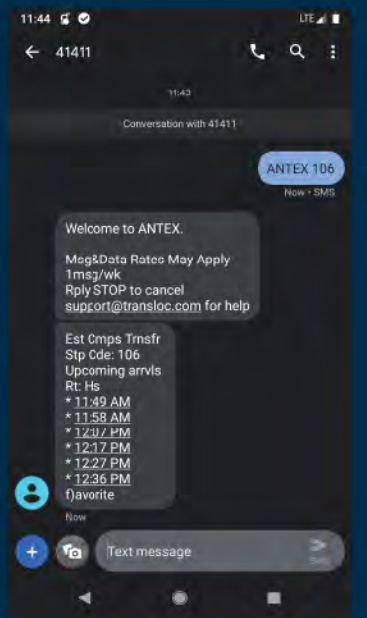 11:44 LTE
41411
11:43
Conversation with 41411
ANTEX 106
Now • SMS
Welcome to ANTEX.
Msg&Data Rates May Apply
1msg/wk
Rply STOP to cancel
support@transloc.com for help
Est Cmps Trnsfr
Stp Cde: 106
Upcoming arrvls
Rt: Hs
* 11:49 AM
* 11:58 AM
* 12:07 PM
* 12:17 PM
* 12:27 PM
* 12:36 PM
f)avorite
Now
Text message